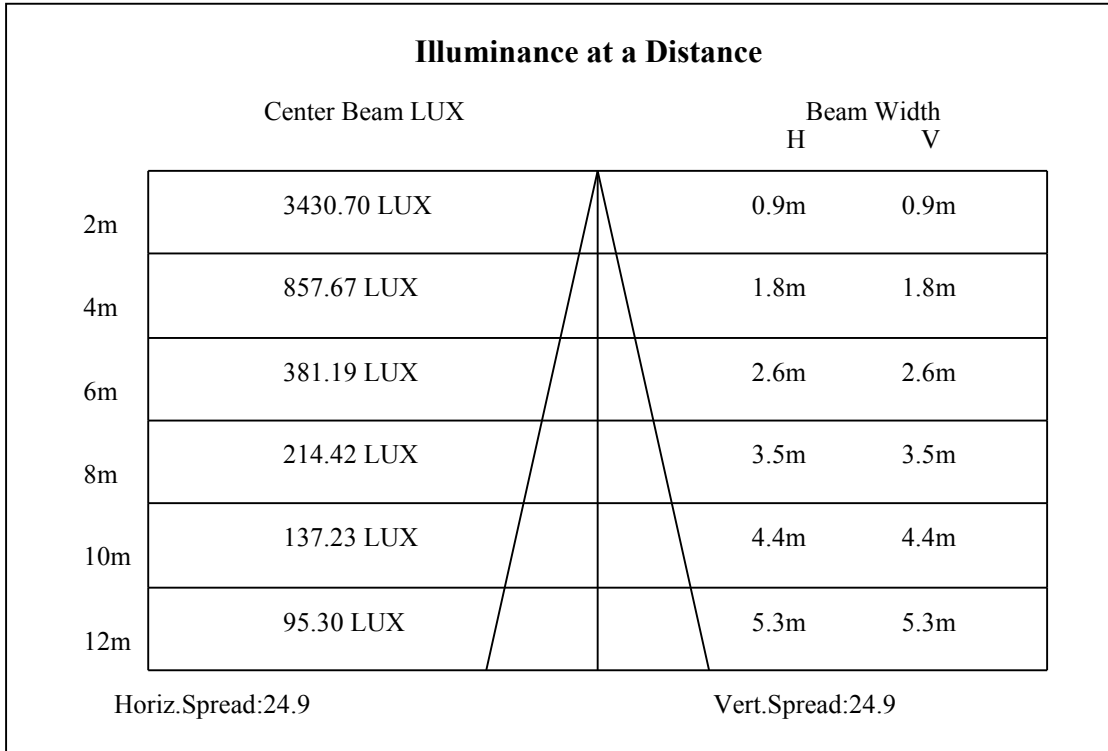 Illuminance at a Distance
Center Beam LUX Beam Width
H V
2m 3430.70 LUX 0.9m 0.9m
4m 857.67 LUX 1.8m 1.8m
6m 381.19 LUX 2.6m 2.6m
8m 214.42 LUX 3.5m 3.5m
10m 137.23 LUX 4.4m 4.4m
12m 95.30 LUX 5.3m 5.3m
Horiz.Spread:24.9 Vert.Spread:24.9